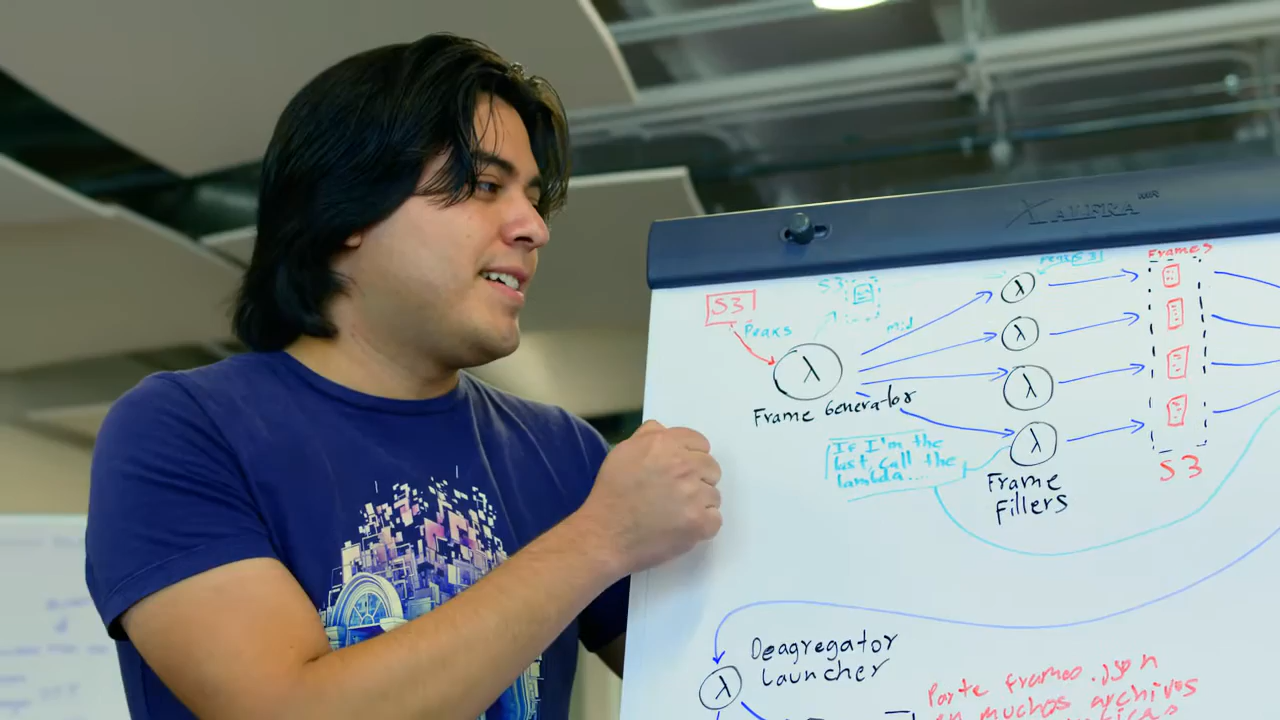 ALFRA
Frames
S3
S3
Peaks
mid
λ
λ
λ
λ
λ
Frame Generator
If I'm the
last, call the
lambda...
Frame
Fillers
S3
Deagregator
Launcher
λ
Parte frames.json
en muchos archivos